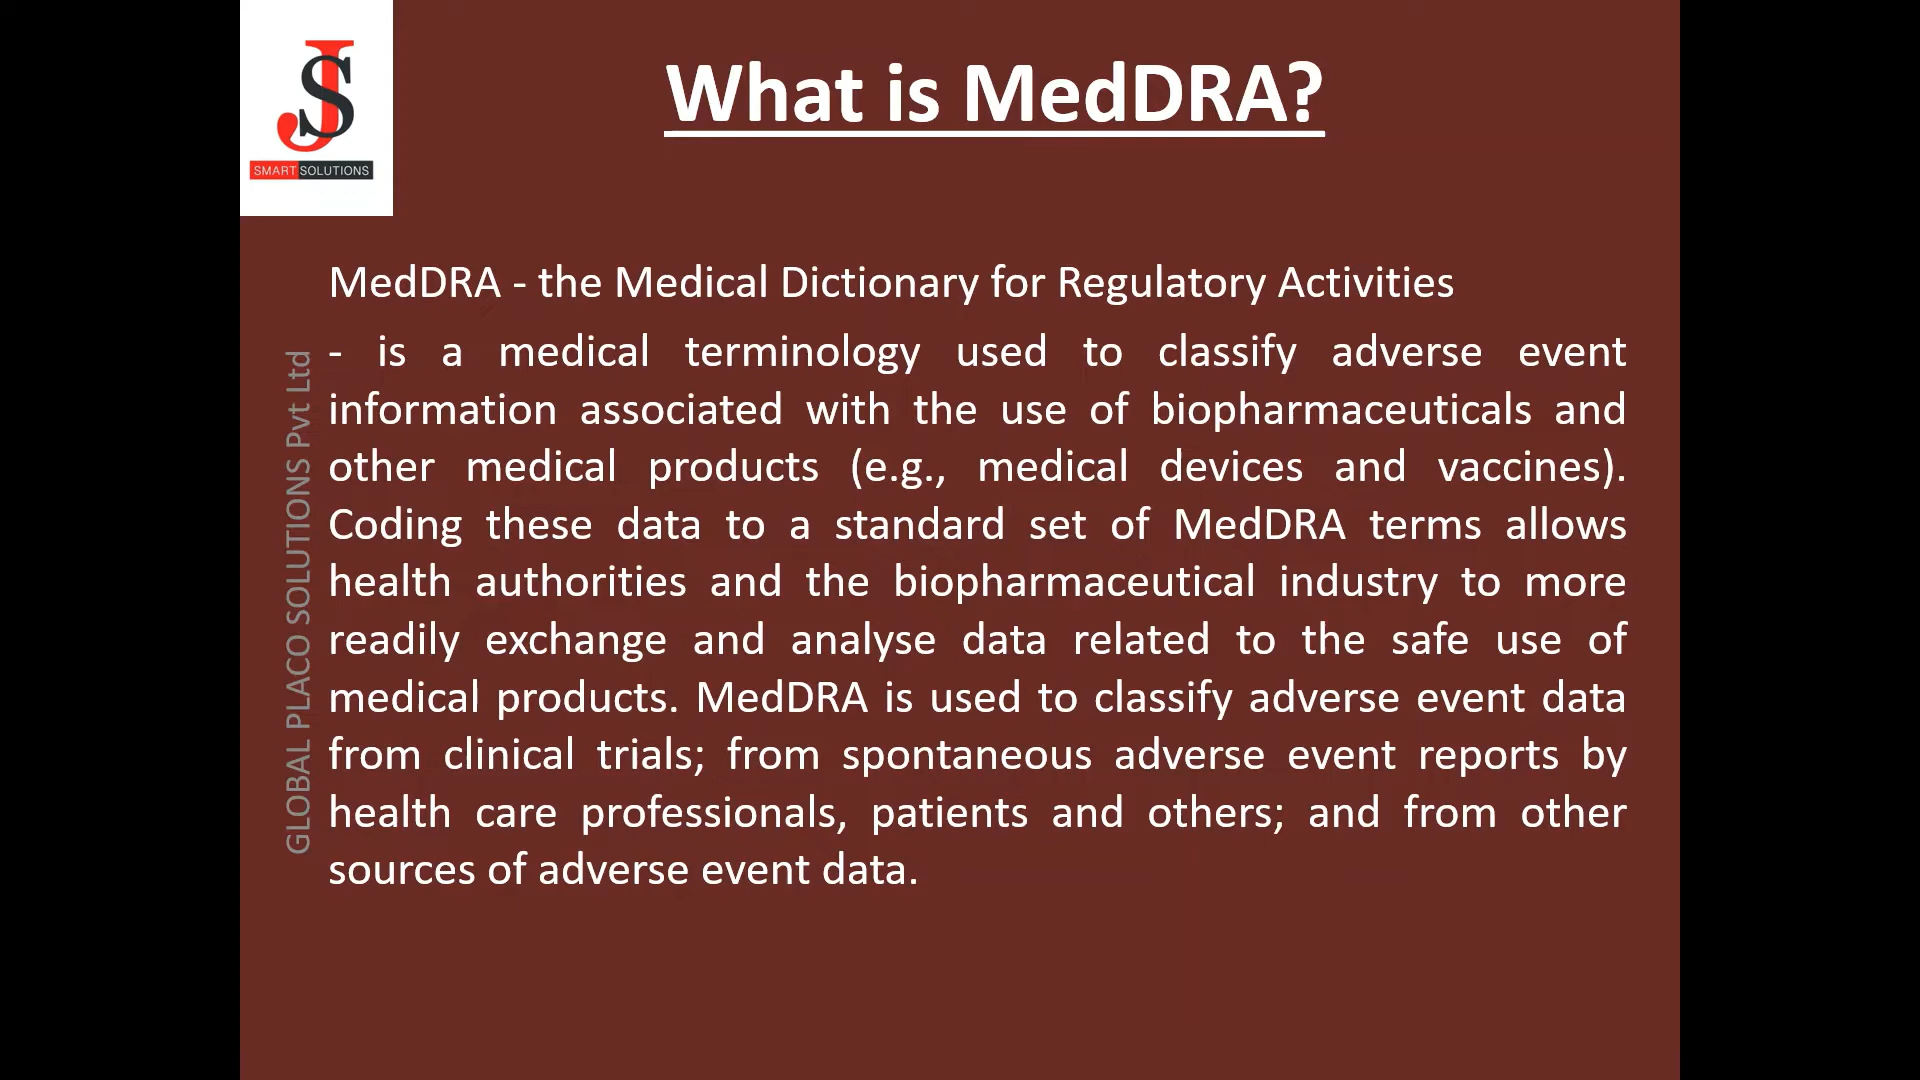 JS
SMART SOLUTIONS
What is MedDRA?
MedDRA - the Medical Dictionary for Regulatory Activities
- is a medical terminology used to classify adverse event
information associated with the use of biopharmaceuticals and
other medical products (e.g., medical devices and vaccines).
Coding these data to a standard set of MedDRA terms allows
health authorities and the biopharmaceutical industry to more
readily exchange and analyse data related to the safe use of
medical products. MedDRA is used to classify adverse event data
from clinical trials; from spontaneous adverse event reports by
health care professionals, patients and others; and from other
sources of adverse event data.
GLOBAL PLACO SOLUTIONS Pvt Ltd